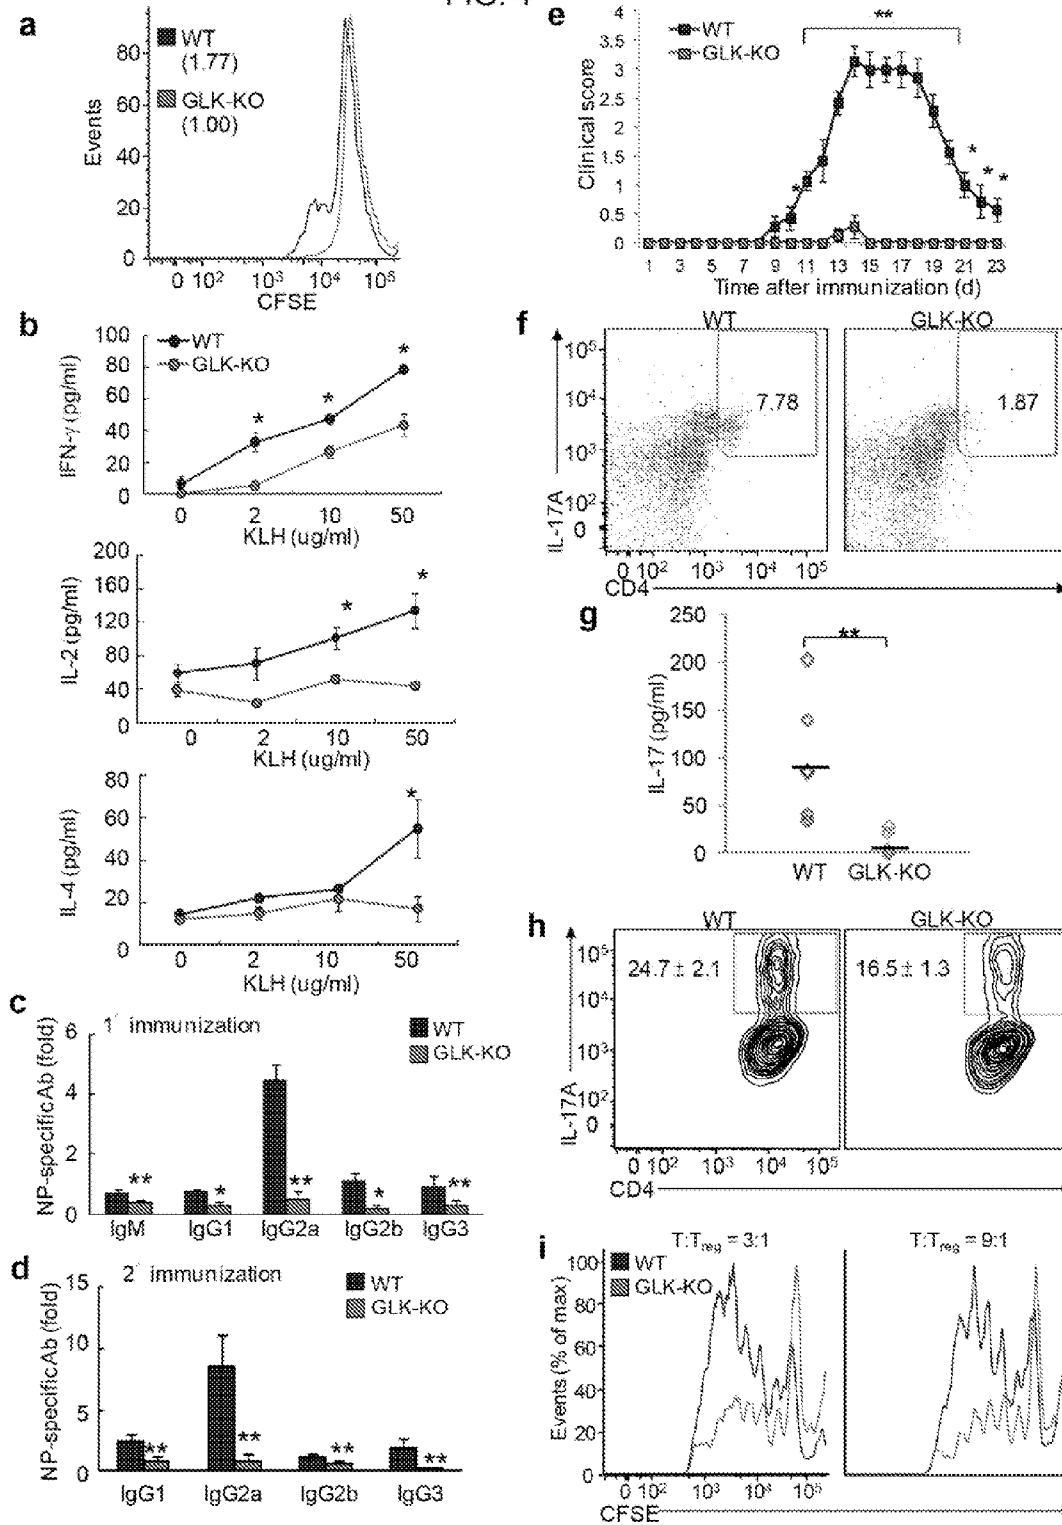 a
WT
(1.77)
GLK-KO
(1.00)
Events
80
60
40
20
0
0 10² 10³ 10⁴ 10⁵
CFSE
b
WT
GLK-KO
IFN-γ (pg/ml)
100
80
60
40
20
0
* * *
0 2 10 50
KLH (ug/ml)
IL-2 (pg/ml)
200
160
120
80
40
0
* *
0 2 10 50
KLH (ug/ml)
IL-4 (pg/ml)
80
60
40
20
0
*
0 2 10 50
KLH (ug/ml)
c
1˚ immunization
WT
GLK-KO
NP-specific Ab (fold)
6
4
2
0
** * ** * **
IgM IgG1 IgG2a IgG2b IgG3
d
2˚ immunization
WT
GLK-KO
NP-specific Ab (fold)
15
10
5
0
** ** ** **
IgG1 IgG2a IgG2b IgG3
e
WT
GLK-KO
**
Clinical score
4
3.5
3
2.5
2
1.5
1
0.5
0
* * * *
1 3 5 7 9 11 13 15 17 19 21 23
Time after immunization (d)
f
WT GLK-KO
IL-17A
10⁵
10⁴
10³
10²
0
7.78 1.87
0 10² 10³ 10⁴ 10⁵
CD4
g
IL-17 (pg/ml)
250
200
150
100
50
0
**
WT GLK-KO
h
WT GLK-KO
IL-17A
10⁵
10⁴
10³
10²
0
24.7 ± 2.1 16.5 ± 1.3
0 10² 10³ 10⁴ 10⁵
CD4
i
T:Treg = 3:1 T:Treg = 9:1
WT
GLK-KO
Events (% of max)
100
80
60
40
20
0
0 10² 10³ 10⁴ 10⁵
CFSE